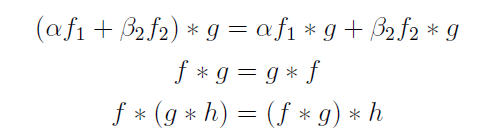 (αf₁ + β₂f₂) ∗ g = αf₁ ∗ g + β₂f₂ ∗ g
f ∗ g = g ∗ f
f ∗ (g ∗ h) = (f ∗ g) ∗ h